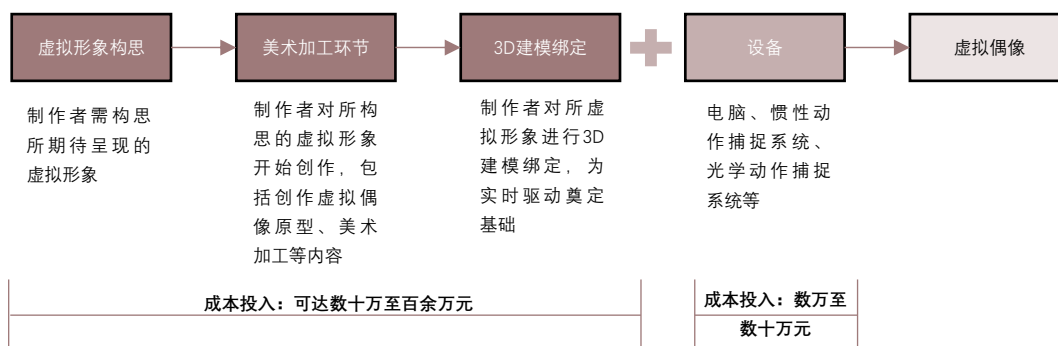 虚拟形象构思
美术加工环节
3D建模绑定
设备
虚拟偶像
制作者需构思
所期待呈现的
虚拟形象
制作者对所构
思的虚拟形象
开始创作，包
括创作虚拟偶
像原型、美术
加工等内容
制作者对所虚
拟形象进行3D
建模绑定，为
实时驱动奠定
基础
电脑、惯性动
作捕捉系统、
光学动作捕捉
系统等
成本投入：可达数十万至百余万元
成本投入：数万至
数十万元